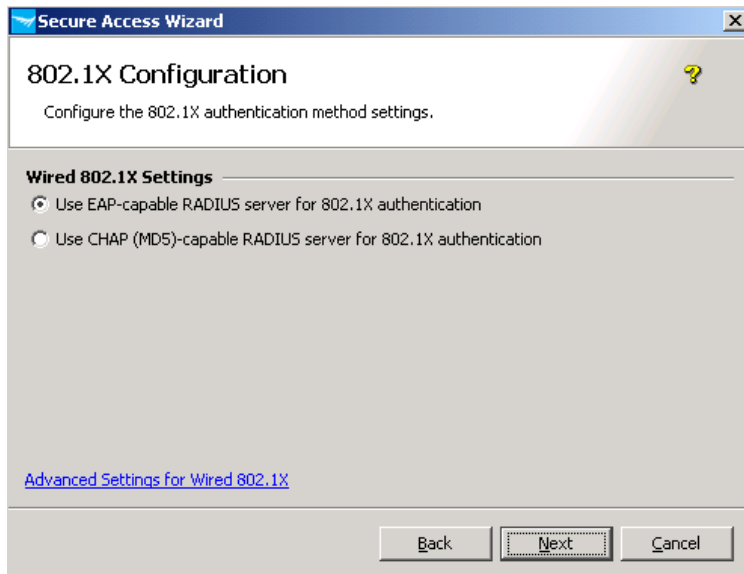 Secure Access Wizard
802.1X Configuration
?
Configure the 802.1X authentication method settings.
Wired 802.1X Settings
Use EAP-capable RADIUS server for 802.1X authentication
Use CHAP (MD5)-capable RADIUS server for 802.1X authentication
Advanced Settings for Wired 802.1X
Back Next Cancel